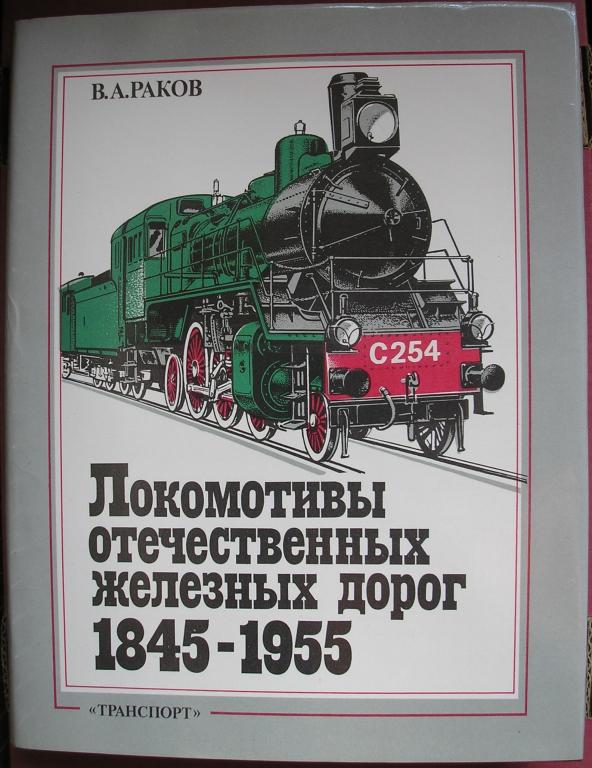 В.А.РАКОВ
С254
Локомотивы
отечественных
железных дорог
1845-1955
«ТРАНСПОРТ»